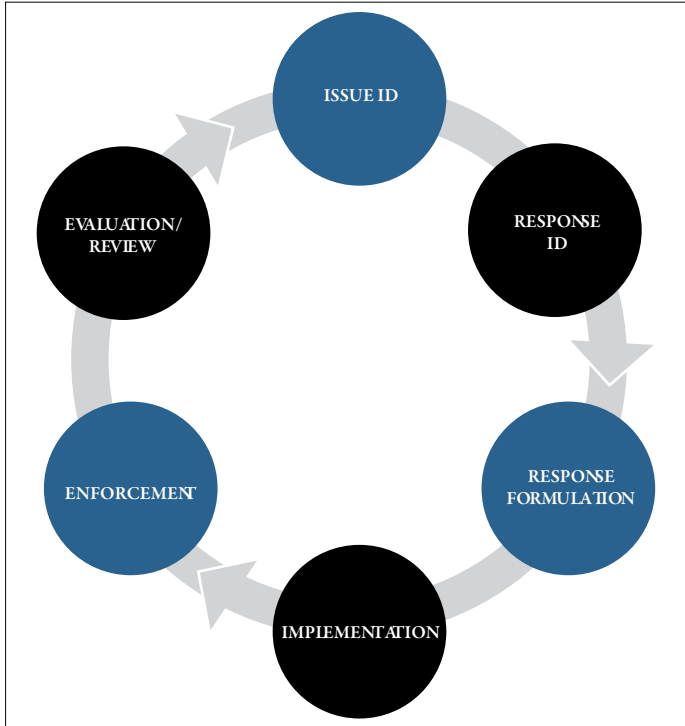 ISSUE ID
RESPONSE
ID
RESPONSE
FORMULATION
IMPLEMENTATION
ENFORCEMENT
EVALUATION/
REVIEW